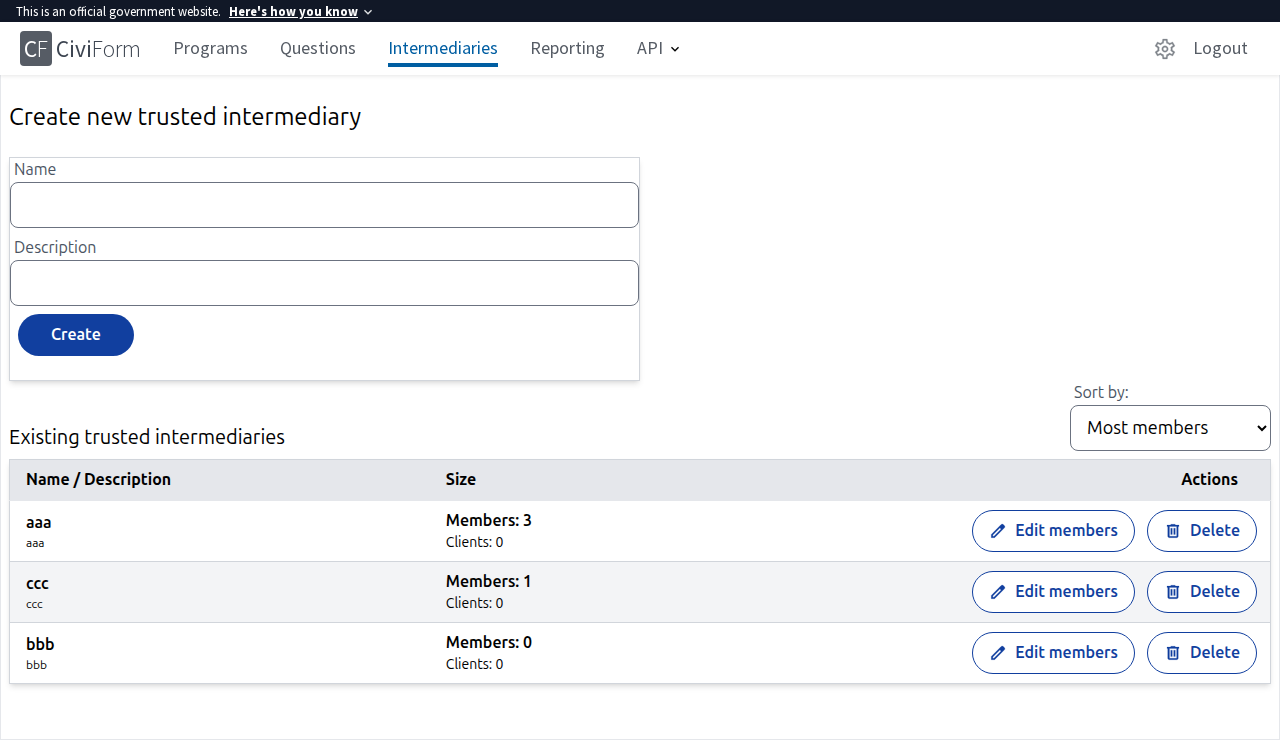 This is an official government website. Here's how you know
CF CiviForm Programs Questions Intermediaries Reporting API Logout
Create new trusted intermediary
Name
Description
Create
Sort by:
Most members
Existing trusted intermediaries
Name / Description Size Actions
aaa
aaa
Members: 3
Clients: 0
Edit members Delete
ccc
ccc
Members: 1
Clients: 0
Edit members Delete
bbb
bbb
Members: 0
Clients: 0
Edit members Delete